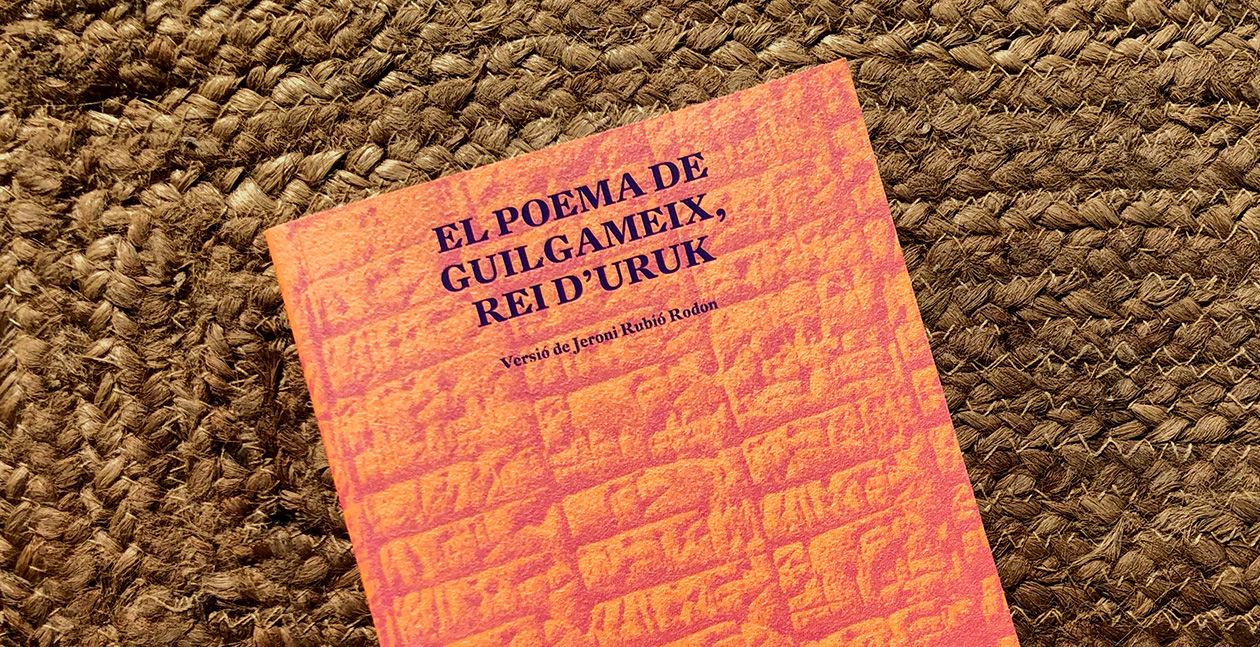 EL POEMA DE
GUILGAMEIX,
REI D'URUK
Versió de Jeroni Rubió Rodon